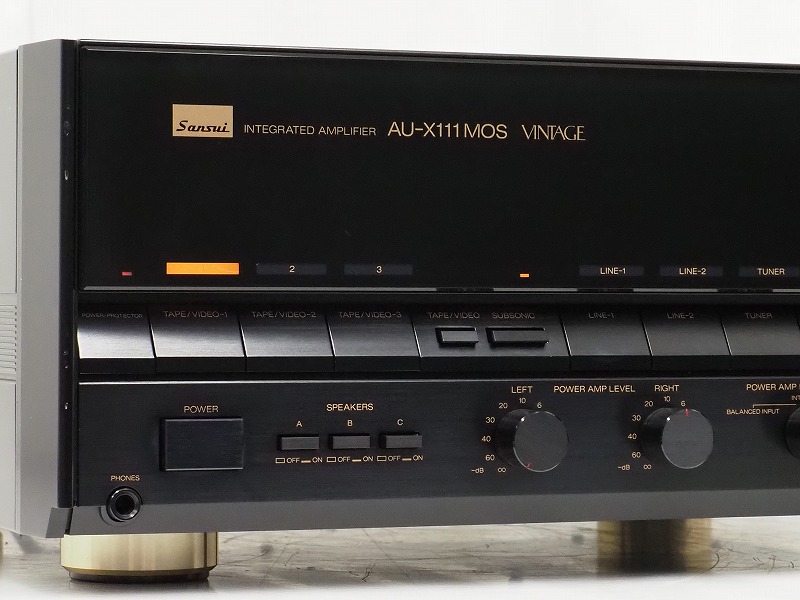 Sansui INTEGRATED AMPLIFIER AU-X111 MOS VINTAGE
2 3 LINE-1 LINE-2 TUNER
POWER/PROTECTOR TAPE/VIDEO-1 TAPE/VIDEO-2 TAPE/VIDEO-3 TAPE/VIDEO SUBSONIC LINE-1 LINE-2 TUNER
POWER
SPEAKERS
A B C
OFF ON OFF ON OFF ON
PHONES
LEFT POWER AMP LEVEL RIGHT
30 20 10 6
40
60
-dB ∞
30 20 10 6
40
60
-dB ∞
POWER AMP
INT
BALANCED INPUT